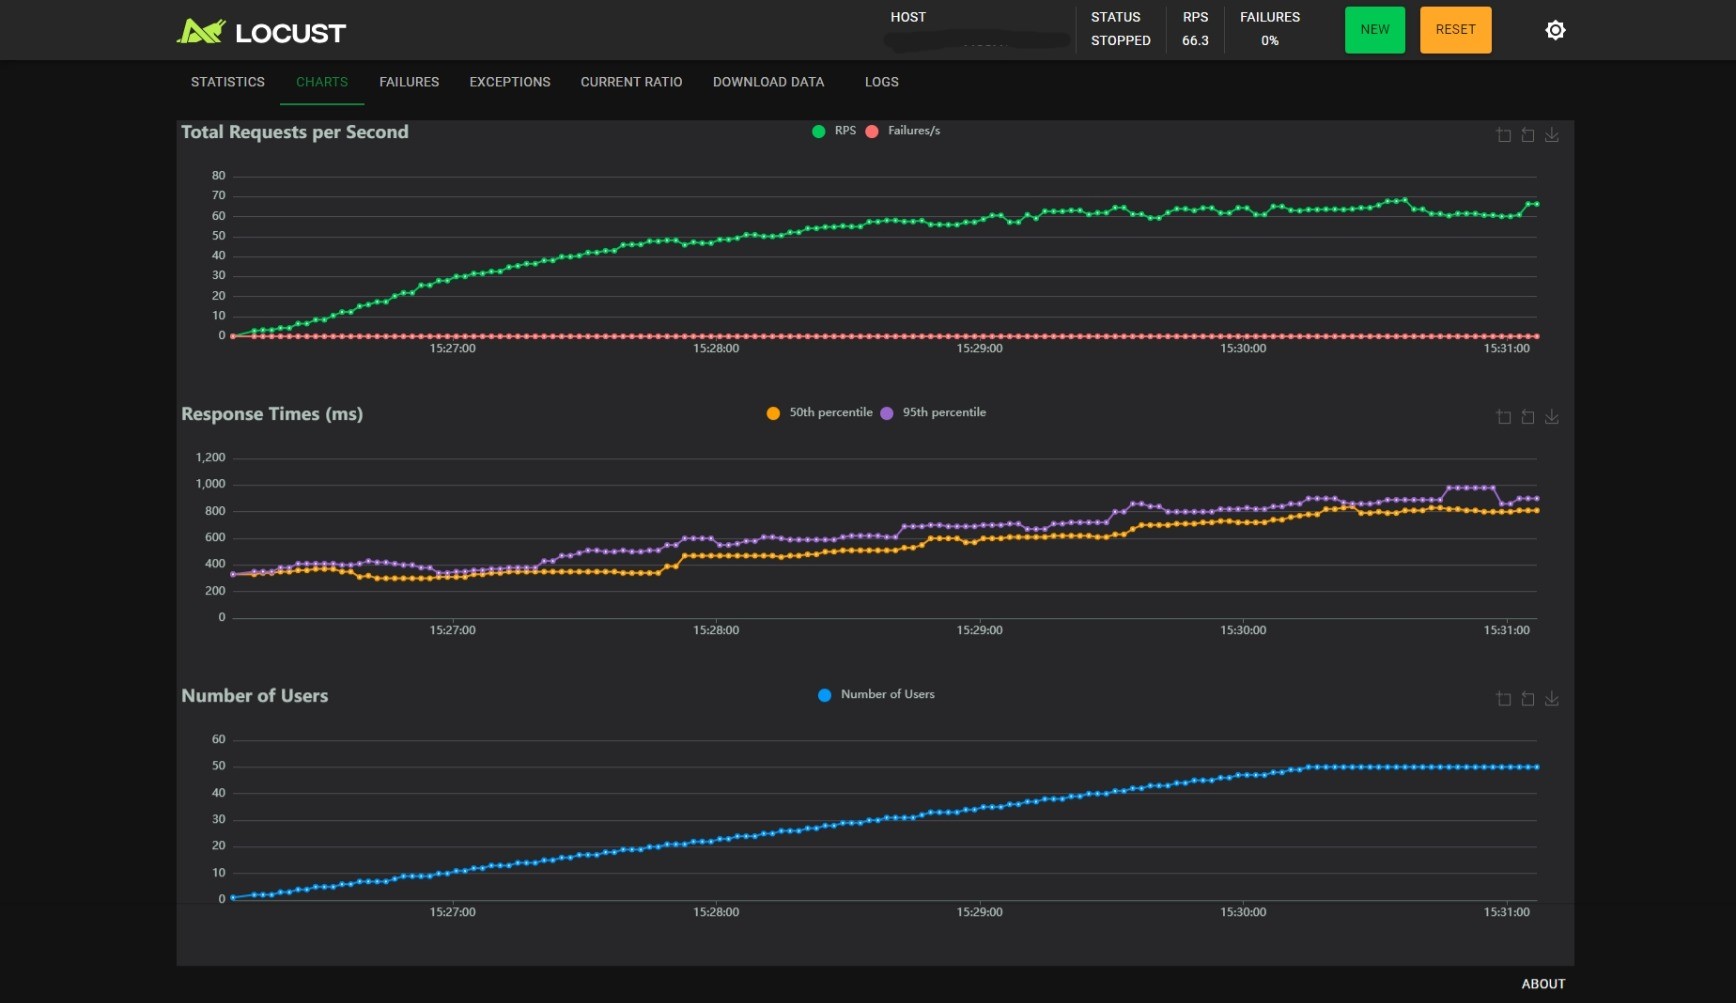 LOCUST
HOST
STATUS
STOPPED
RPS
66.3
FAILURES
0%
NEW
RESET
STATISTICS
CHARTS
FAILURES
EXCEPTIONS
CURRENT RATIO
DOWNLOAD DATA
LOGS
Total Requests per Second
RPS
Failures/s
80
70
60
50
40
30
20
10
0
15:27:00
15:28:00
15:29:00
15:30:00
15:31:00
Response Times (ms)
50th percentile
95th percentile
1,200
1,000
800
600
400
200
0
15:27:00
15:28:00
15:29:00
15:30:00
15:31:00
Number of Users
Number of Users
60
50
40
30
20
10
0
15:27:00
15:28:00
15:29:00
15:30:00
15:31:00
ABOUT